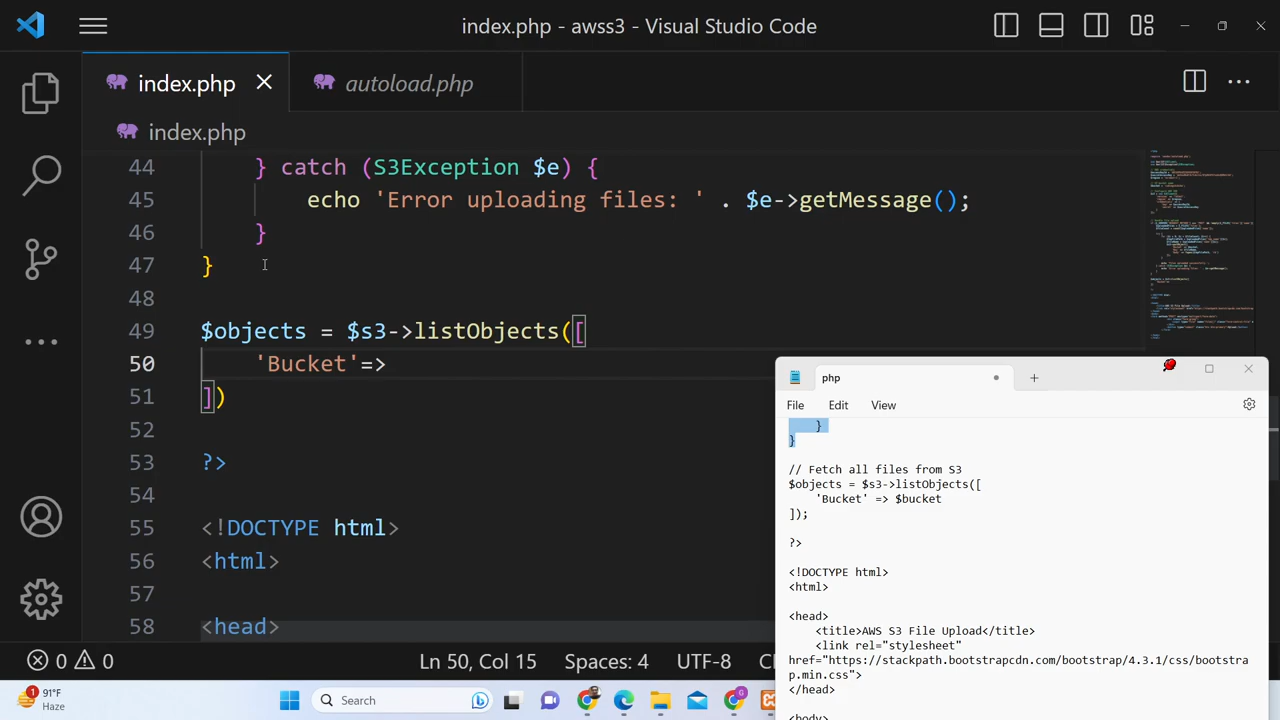 index.php - awss3 - Visual Studio Code
index.php
autoload.php
index.php
44 } catch (S3Exception $e) {
45 echo 'Error uploading files: ' . $e->getMessage();
46 }
47 }
48
49 $objects = $s3->listObjects([
50 'Bucket'=>
51 ])
52
53 ?>
54
55 <!DOCTYPE html>
56 <html>
57
58 <head>
php
File Edit View
}
}
// Fetch all files from S3
$objects = $s3->listObjects([
'Bucket' => $bucket
]);
?>
<!DOCTYPE html>
<html>
<head>
<title>AWS S3 File Upload</title>
<link rel="stylesheet"
href="https://stackpath.bootstrapcdn.com/bootstrap/4.3.1/css/bootstra
p.min.css">
</head>
<body>
0 0 Ln 50, Col 15 Spaces: 4 UTF-8
1
91°F
Haze
Search